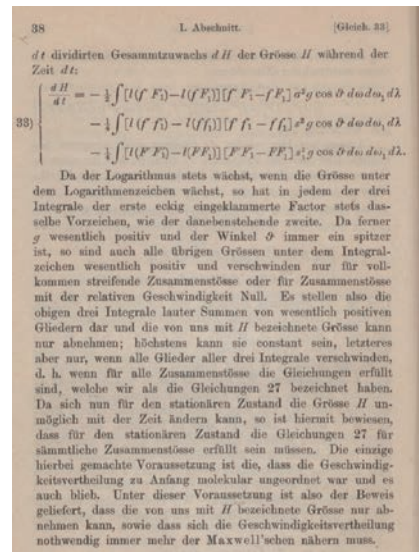 38 I. Abschnitt. [Gleich. 33]
dt dividirten Gesammtzuwachs dH der Grösse H während der
Zeit dt:
33) { dH/dt = − ½ ∫ [l(f′F₁′) − l(fF₁)] [f′F₁′ − fF₁] σ² g cos ϑ dω dω₁ dλ
− ¼ ∫ [l(f′f₁′) − l(ff₁)] [f′f₁′ − ff₁] s² g cos ϑ dω dω₁ dλ
− ¼ ∫ [l(F′F₁′) − l(FF₁)] [F′F₁′ − FF₁] s₁² g cos ϑ dω dω₁ dλ.
Da der Logarithmus stets wächst, wenn die Grösse unter
dem Logarithmenzeichen wächst, so hat in jedem der drei
Integrale der erste eckig eingeklammerte Factor stets das-
selbe Vorzeichen, wie der danebenstehende zweite. Da ferner
g wesentlich positiv und der Winkel ϑ immer ein spitzer
ist, so sind auch alle übrigen Grössen unter dem Integral-
zeichen wesentlich positiv und verschwinden nur für voll-
kommen streifende Zusammenstösse oder für Zusammenstösse
mit der relativen Geschwindigkeit Null. Es stellen also die
obigen drei Integrale lauter Summen von wesentlich positiven
Gliedern dar und die von uns mit H bezeichnete Grösse kann
nur abnehmen; höchstens kann sie constant sein, letzteres
aber nur, wenn alle Glieder aller drei Integrale verschwinden,
d. h. wenn für alle Zusammenstösse die Gleichungen 27 erfüllt
sind, welche wir als die Gleichungen 27 bezeichnet haben.
Da sich nun für den stationären Zustand die Grösse H un-
möglich mit der Zeit ändern kann, so ist hiermit bewiesen,
dass für den stationären Zustand die Gleichungen 27 für
sämmtliche Zusammenstösse erfüllt sein müssen. Die einzige
hierbei gemachte Voraussetzung ist die, dass die Geschwindig-
keitsvertheilung zu Anfang molekular ungeordnet war und es
auch blieb. Unter dieser Voraussetzung ist also der Beweis
geliefert, dass die von uns mit H bezeichnete Grösse nur ab-
nehmen kann, sowie dass sich die Geschwindigkeitsvertheilung
nothwendig immer mehr der Maxwell'schen nähern muss.